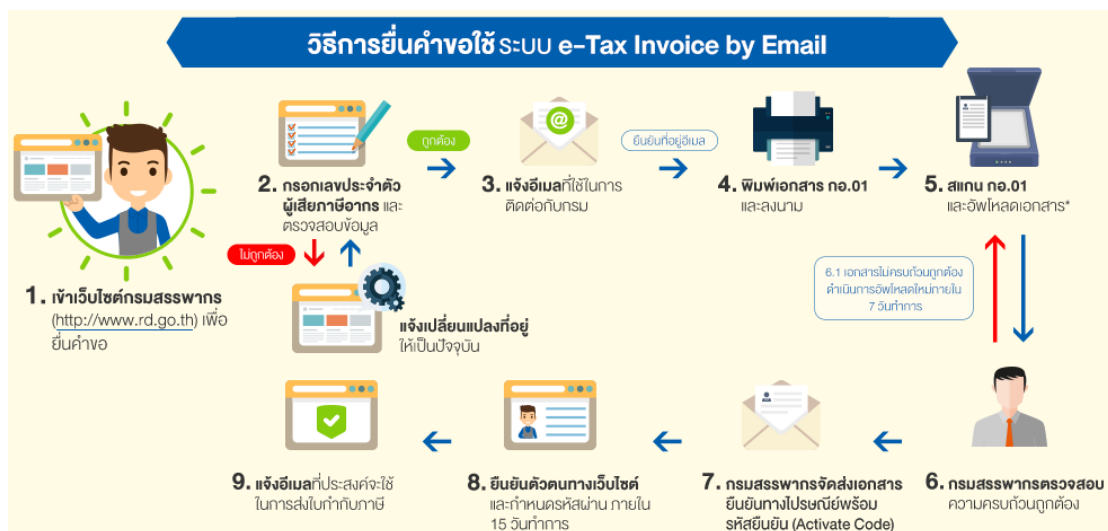 วิธีการยื่นคำขอใช้ ระบบ e-Tax Invoice by Email
1. เข้าเว็บไซต์กรมสรรพากร
(http://www.rd.go.th) เพื่อ
ยื่นคำขอ
2. กรอกเลขประจำตัว
ผู้เสียภาษีอากร และ
ตรวจสอบข้อมูล
ถูกต้อง
ไม่ถูกต้อง
แจ้งเปลี่ยนแปลงที่อยู่
ให้เป็นปัจจุบัน
@
3. แจ้งอีเมลที่ใช้ในการ
ติดต่อกับกรม
ยืนยันที่อยู่อีเมล
4. พิมพ์เอกสาร กอ.01
และลงนาม
5. สแกน กอ.01
และอัพโหลดเอกสาร*
6.1 เอกสารไม่ครบถ้วนถูกต้อง
ดำเนินการอัพโหลดใหม่ภายใน
7 วันทำการ
6. กรมสรรพากรตรวจสอบ
ความครบถ้วนถูกต้อง
7. กรมสรรพากรจัดส่งเอกสาร
ยืนยันทางไปรษณีย์พร้อม
รหัสยืนยัน (Activate Code)
8. ยืนยันตัวตนทางเว็บไซต์
และกำหนดรหัสผ่าน ภายใน
15 วันทำการ
9. แจ้งอีเมลที่ประสงค์จะใช้
ในการส่งใบกำกับภาษี